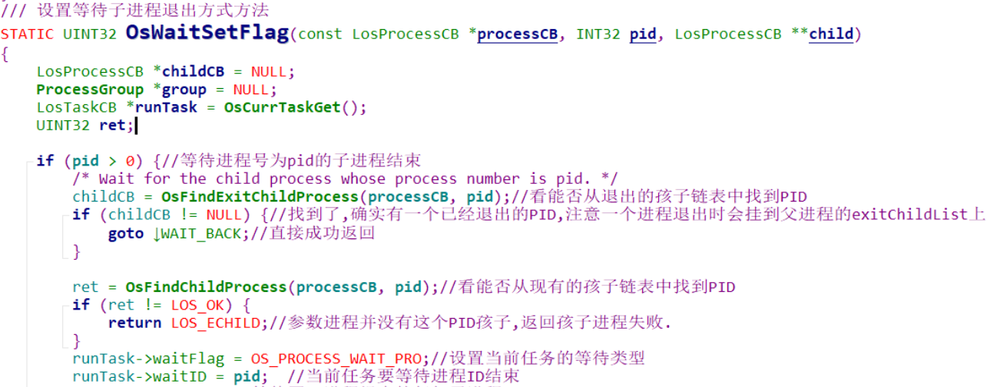 /// 设置等待子进程退出方式方法
STATIC UINT32 OsWaitSetFlag(const LosProcessCB *processCB, INT32 pid, LosProcessCB **child)
{
    LosProcessCB *childCB = NULL;
    ProcessGroup *group = NULL;
    LosTaskCB *runTask = OsCurrTaskGet();
    UINT32 ret;
    if (pid > 0) {//等待进程号为pid的子进程结束
        /* Wait for the child process whose process number is pid. */
        childCB = OsFindExitChildProcess(processCB, pid);//看能否从退出的孩子链表中找到PID
        if (childCB != NULL) {//找到了,确实有一个已经退出的PID,注意一个进程退出时会挂到父进程的exitChildList上
            goto ↓WAIT_BACK;//直接成功返回
        }
        ret = OsFindChildProcess(processCB, pid);//看能否从现有的孩子链表中找到PID
        if (ret != LOS_OK) {
            return LOS_ECHILD;//参数进程并没有这个PID孩子,返回孩子进程失败.
        }
        runTask->waitFlag = OS_PROCESS_WAIT_PRO;//设置当前任务的等待类型
        runTask->waitID = pid;  //当前任务要等待进程ID结束